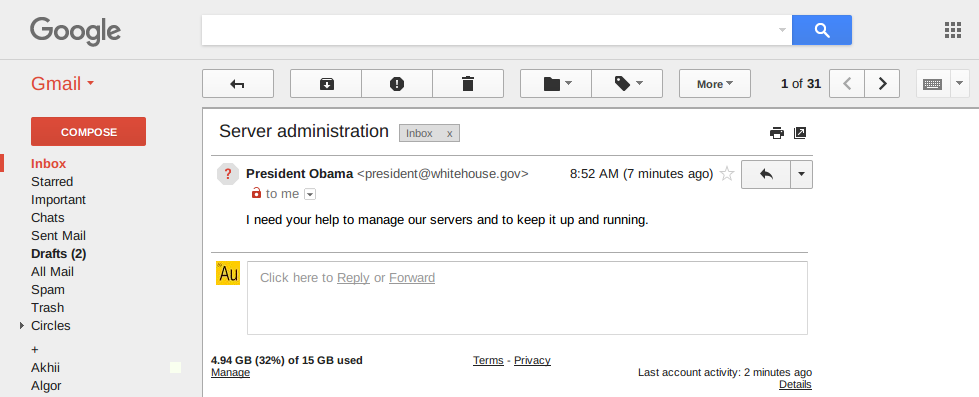 Google
Gmail
More
1 of 31
COMPOSE
Inbox
Starred
Important
Chats
Sent Mail
Drafts (2)
All Mail
Spam
Trash
Circles
+
Akhii
Algor
Server administration
Inbox x
? President Obama <president@whitehouse.gov> 8:52 AM (7 minutes ago)
to me
I need your help to manage our servers and to keep it up and running.
Au
Click here to Reply or Forward
4.94 GB (32%) of 15 GB used
Manage
Terms - Privacy
Last account activity: 2 minutes ago
Details